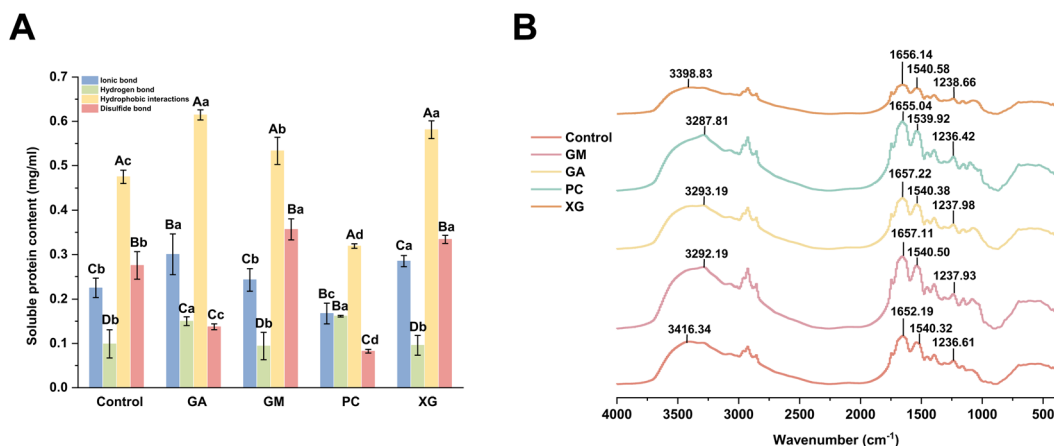 A
Soluble protein content (mg/ml)
0.7
0.6
0.5
0.4
0.3
0.2
0.1
0.0
Ionic bond
Hydrogen bond
Hydrophobic interactions
Disulfide bond
Cb Db Ac Bb
Ba Ca Aa Cc
Cb Db Ab Ba
Bc Ba Ad Cd
Ca Db Aa Ba
Control GA GM PC XG
B
Control
GM
GA
PC
XG
3398.83 1656.14 1540.58 1238.66
3287.81 1655.04 1539.92 1236.42
3293.19 1657.22 1540.38 1237.98
3292.19 1657.11 1540.50 1237.93
3416.34 1652.19 1540.32 1236.61
4000 3500 3000 2500 2000 1500 1000 500
Wavenumber (cm⁻¹)